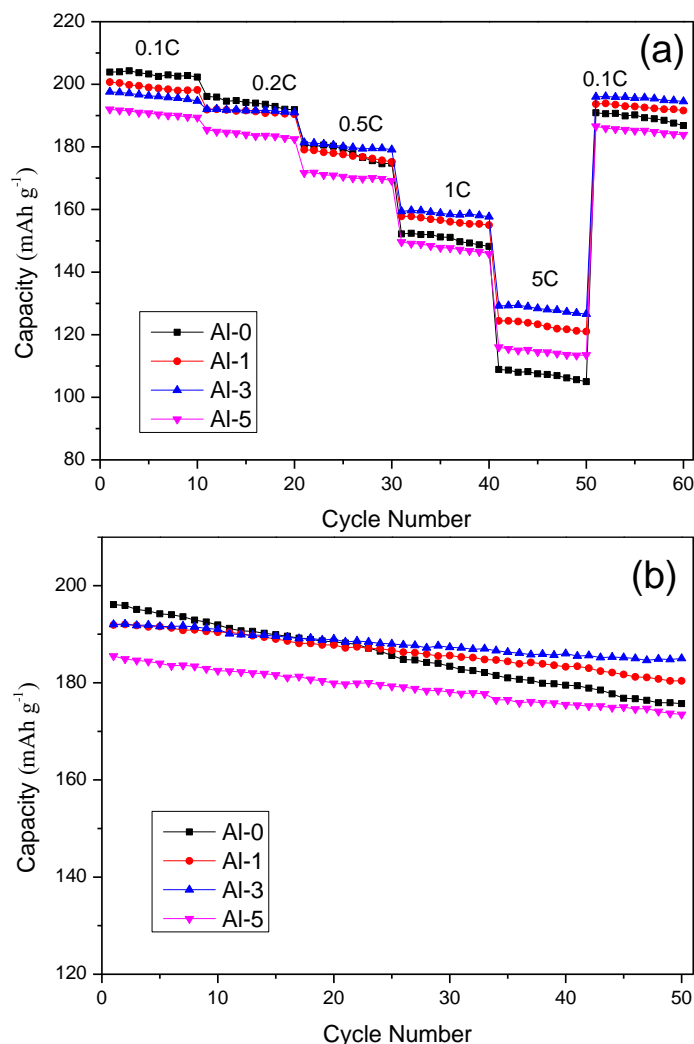 (a)
220
200
180
160
140
120
100
80
0.1C
0.2C
0.5C
1C
5C
0.1C
Al-0
Al-1
Al-3
Al-5
Capacity (mAh g⁻¹)
0 10 20 30 40 50 60
Cycle Number
(b)
200
180
160
140
120
Al-0
Al-1
Al-3
Al-5
Capacity (mAh g⁻¹)
0 10 20 30 40 50
Cycle Number